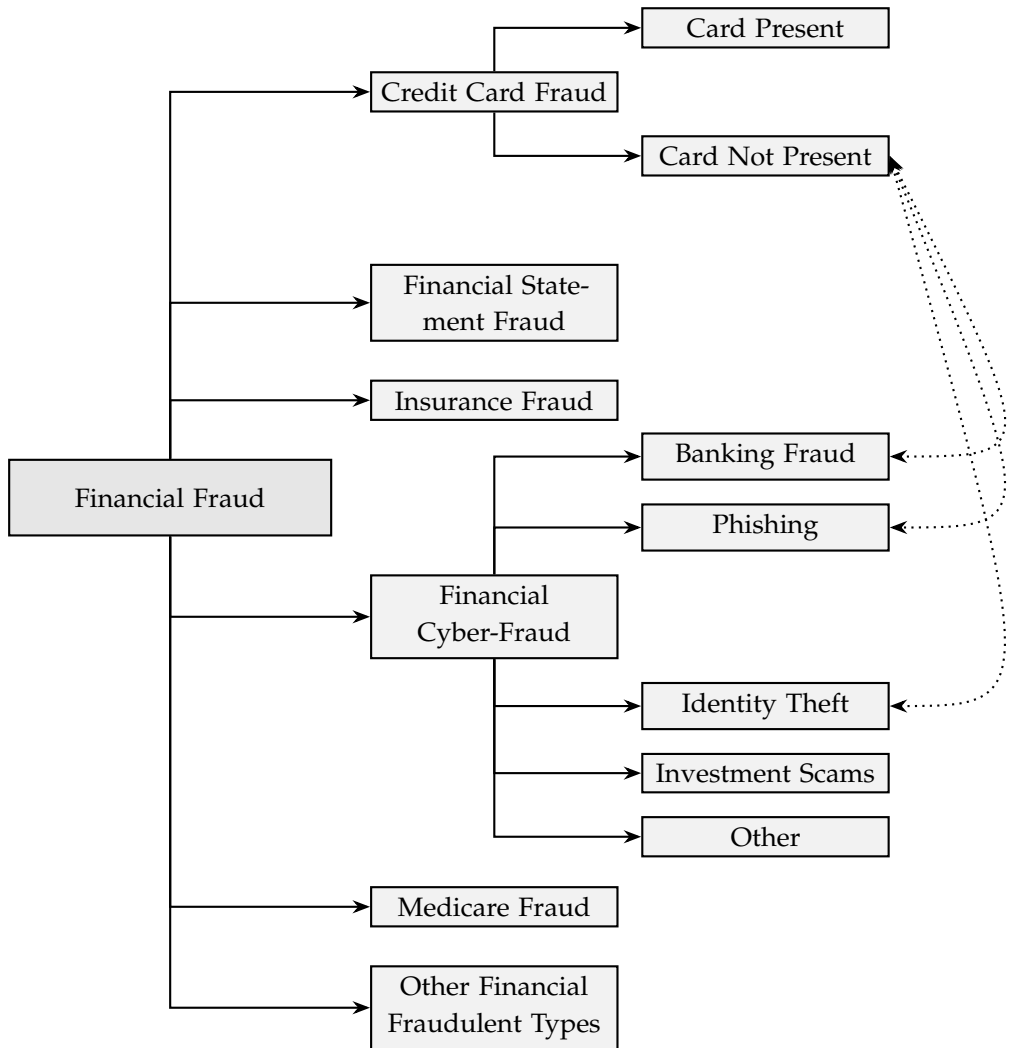 Card Present
Credit Card Fraud
Card Not Present
Financial State-
ment Fraud
Insurance Fraud
Banking Fraud
Financial Fraud
Phishing
Financial
Cyber-Fraud
Identity Theft
Investment Scams
Other
Medicare Fraud
Other Financial
Fraudulent Types